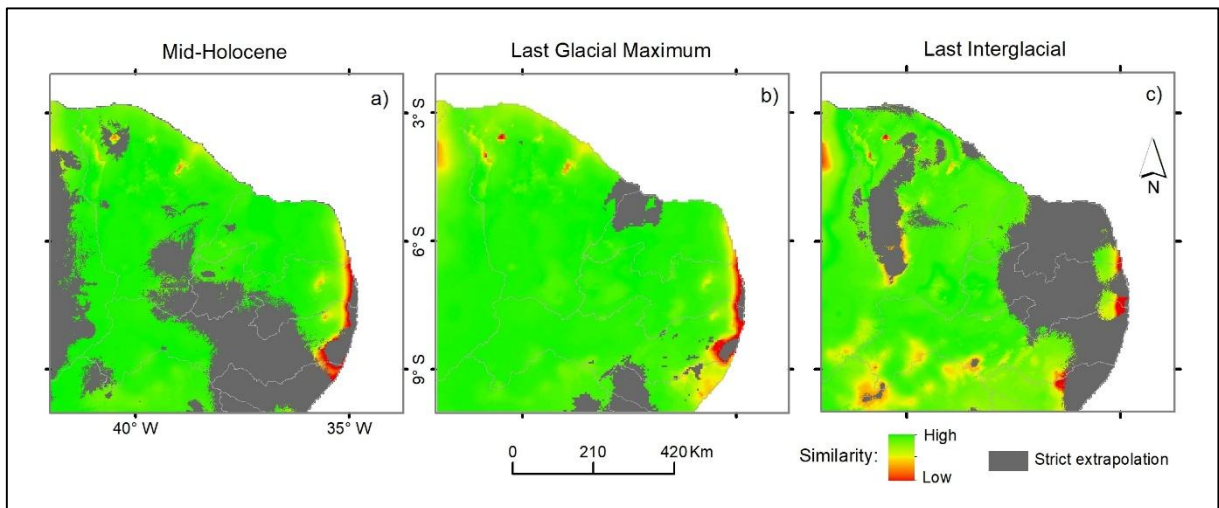 Mid-Holocene
Last Glacial Maximum
Last Interglacial
a)
b)
c)
3° S
6° S
9° S
N
40° W
35° W
0 210 420 Km
Similarity:
High
Low
Strict extrapolation